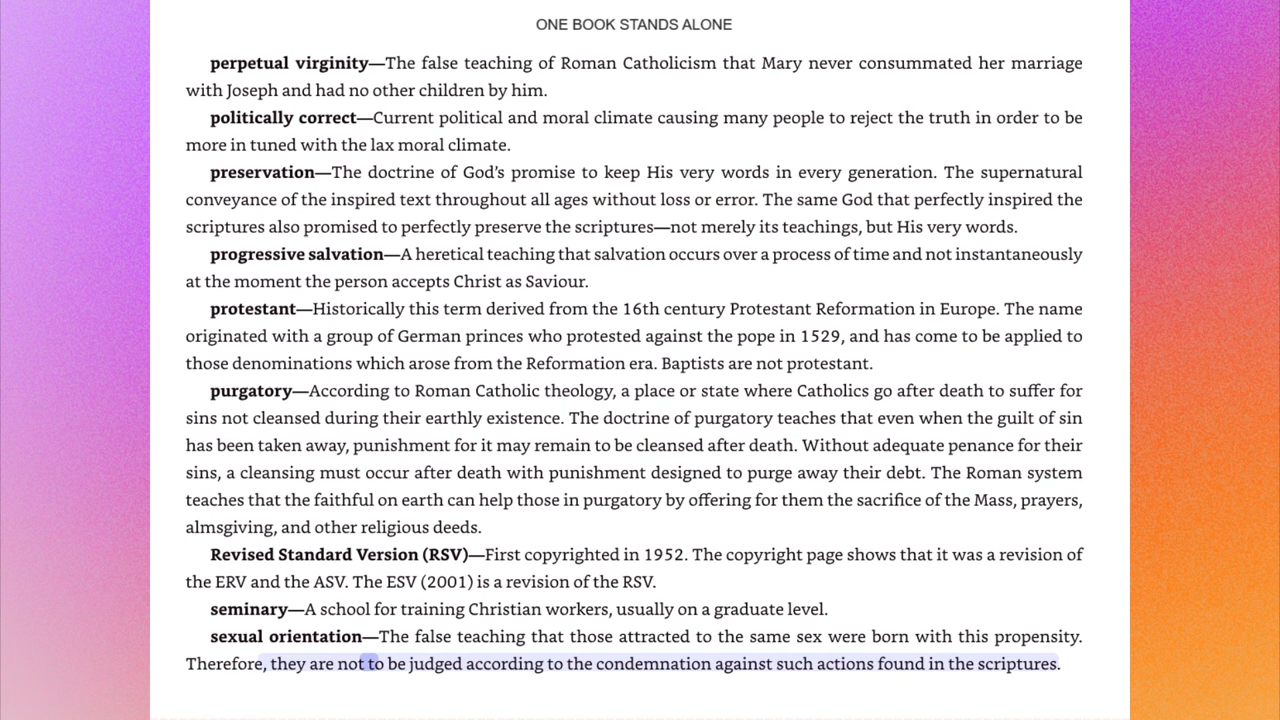 ONE BOOK STANDS ALONE
perpetual virginity—The false teaching of Roman Catholicism that Mary never consummated her marriage
with Joseph and had no other children by him.
politically correct—Current political and moral climate causing many people to reject the truth in order to be
more in tuned with the lax moral climate.
preservation—The doctrine of God’s promise to keep His very words in every generation. The supernatural
conveyance of the inspired text throughout all ages without loss or error. The same God that perfectly inspired the
scriptures also promised to perfectly preserve the scriptures—not merely its teachings, but His very words.
progressive salvation—A heretical teaching that salvation occurs over a process of time and not instantaneously
at the moment the person accepts Christ as Saviour.
protestant—Historically this term derived from the 16th century Protestant Reformation in Europe. The name
originated with a group of German princes who protested against the pope in 1529, and has come to be applied to
those denominations which arose from the Reformation era. Baptists are not protestant.
purgatory—According to Roman Catholic theology, a place or state where Catholics go after death to suffer for
sins not cleansed during their earthly existence. The doctrine of purgatory teaches that even when the guilt of sin
has been taken away, punishment for it may remain to be cleansed after death. Without adequate penance for their
sins, a cleansing must occur after death with punishment designed to purge away their debt. The Roman system
teaches that the faithful on earth can help those in purgatory by offering for them the sacrifice of the Mass, prayers,
almsgiving, and other religious deeds.
Revised Standard Version (RSV)—First copyrighted in 1952. The copyright page shows that it was a revision of
the ERV and the ASV. The ESV (2001) is a revision of the RSV.
seminary—A school for training Christian workers, usually on a graduate level.
sexual orientation—The false teaching that those attracted to the same sex were born with this propensity.
Therefore, they are not to be judged according to the condemnation against such actions found in the scriptures.